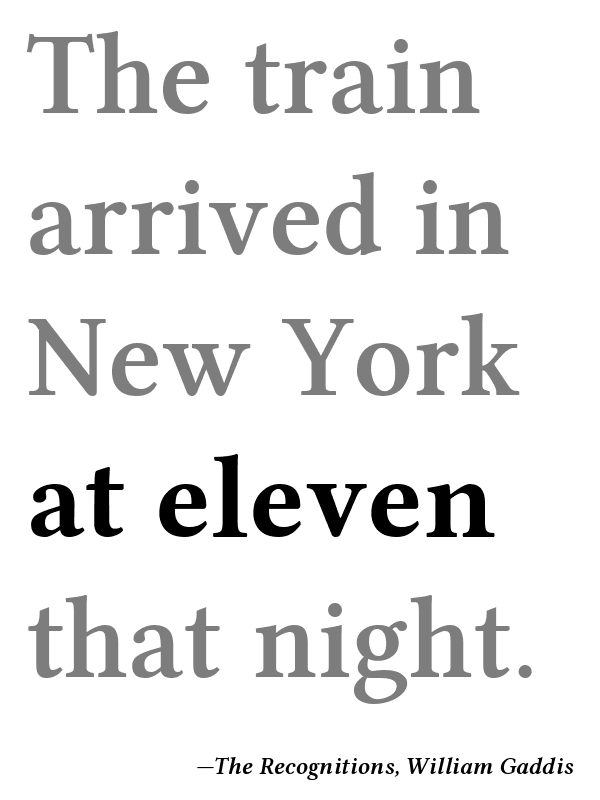 The train
arrived in
New York
at eleven
that night.
—The Recognitions, William Gaddis